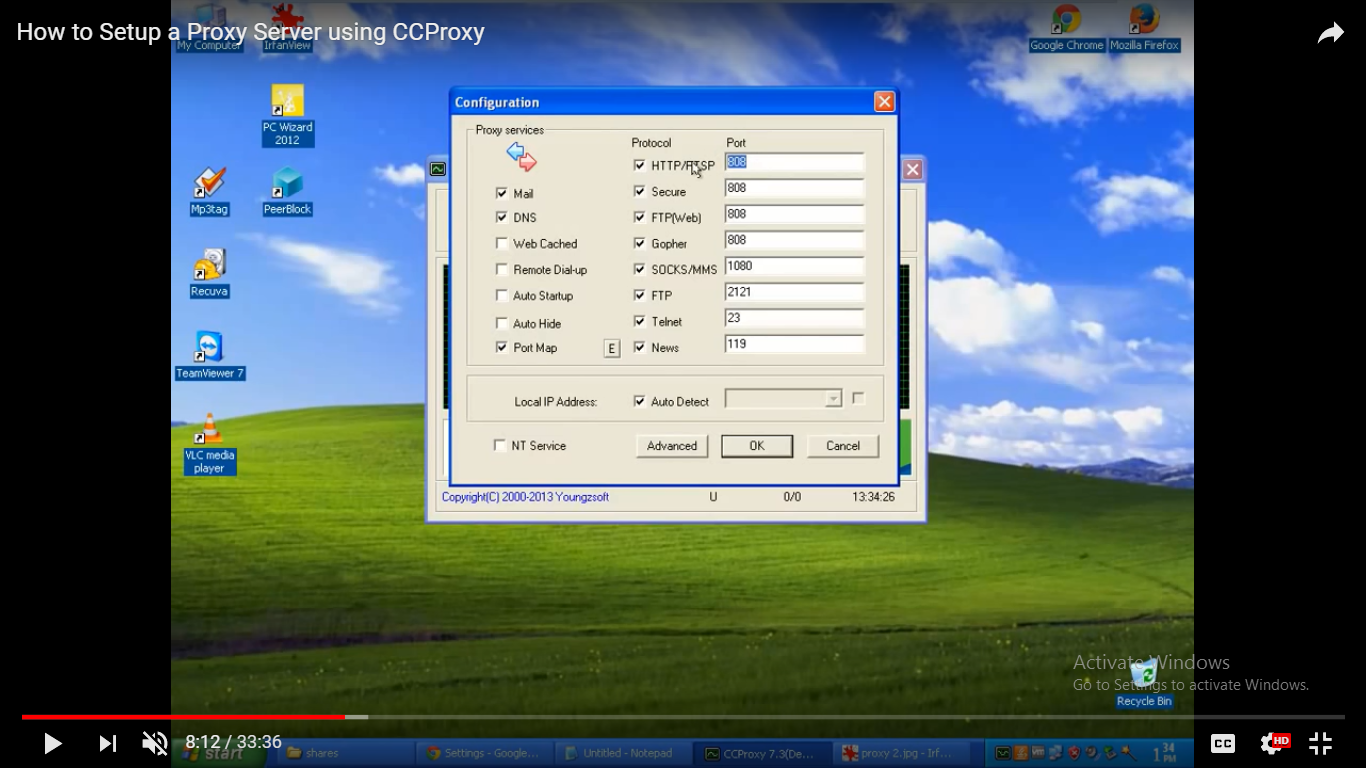 How to Setup a Proxy Server using CCProxy
My Computer
IrfanView
Google Chrome
Mozilla Firefox
PC Wizard
2012
Mp3tag
PeerBlock
Recuva
TeamViewer 7
VLC media
player
Configuration
Proxy services
Protocol
Port
HTTP/RTSP
808
Mail
Secure
808
DNS
FTP(Web)
808
Web Cached
Gopher
808
Remote Dial-up
SOCKS/MMS
1080
Auto Startup
FTP
2121
Auto Hide
Telnet
23
Port Map
E
News
119
Local IP Address:
Auto Detect
NT Service
Advanced
OK
Cancel
Copyright(C) 2000-2013 Youngzsoft
U
0/0
13:34:26
Activate Windows
Go to Settings to activate Windows.
Recycle Bin
8:12 / 33:36
CC
HD
start
shares
Settings - Google...
Untitled - Notepad
CCProxy 7.3(De...
proxy 2.jpg - Irf...
1 34
PM